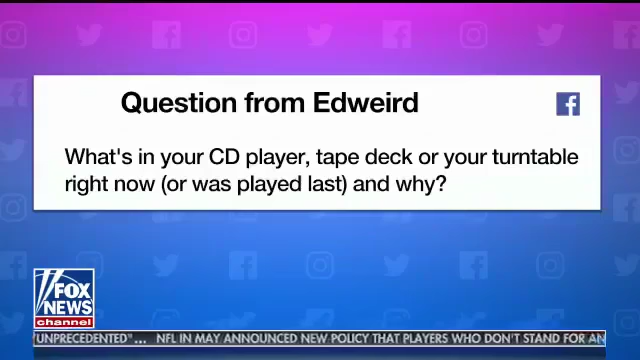 Question from Edweird
What's in your CD player, tape deck or your turntable
right now (or was played last) and why?
FOX
NEWS
channel
"UNPRECEDENTED"... NFL IN MAY ANNOUNCED NEW POLICY THAT PLAYERS WHO DON'T STAND FOR AN